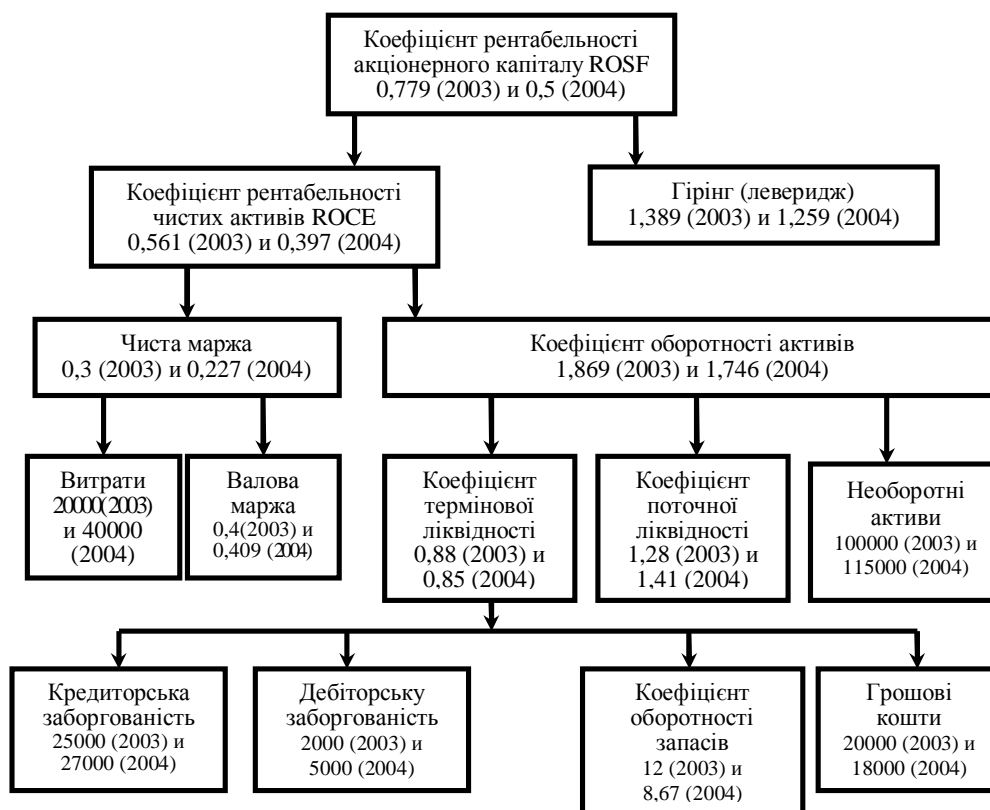 Коефіцієнт рентабельності
акціонерного капіталу ROSF
0,779 (2003) и 0,5 (2004)
Коефіцієнт рентабельності
чистих активів ROCE
0,561 (2003) и 0,397 (2004)
Гірінг (леверидж)
1,389 (2003) и 1,259 (2004)
Чиста маржа
0,3 (2003) и 0,227 (2004)
Коефіцієнт оборотності активів
1,869 (2003) и 1,746 (2004)
Витрати
20000(2003)
и 40000
(2004)
Валова
маржа
0,4(2003) и
0,409 (2004)
Коефіцієнт
термінової
ліквідності
0,88 (2003) и
0,85 (2004)
Коефіцієнт
поточної
ліквідності
1,28 (2003) и
1,41 (2004)
Необоротні
активи
100000 (2003) и
115000 (2004)
Кредиторська
заборгованість
25000 (2003) и
27000 (2004)
Дебіторську
заборгованість
2000 (2003) и
5000 (2004)
Коефіцієнт
оборотності
запасів
12 (2003) и
8,67 (2004)
Грошові
кошти
20000 (2003) и
18000 (2004)